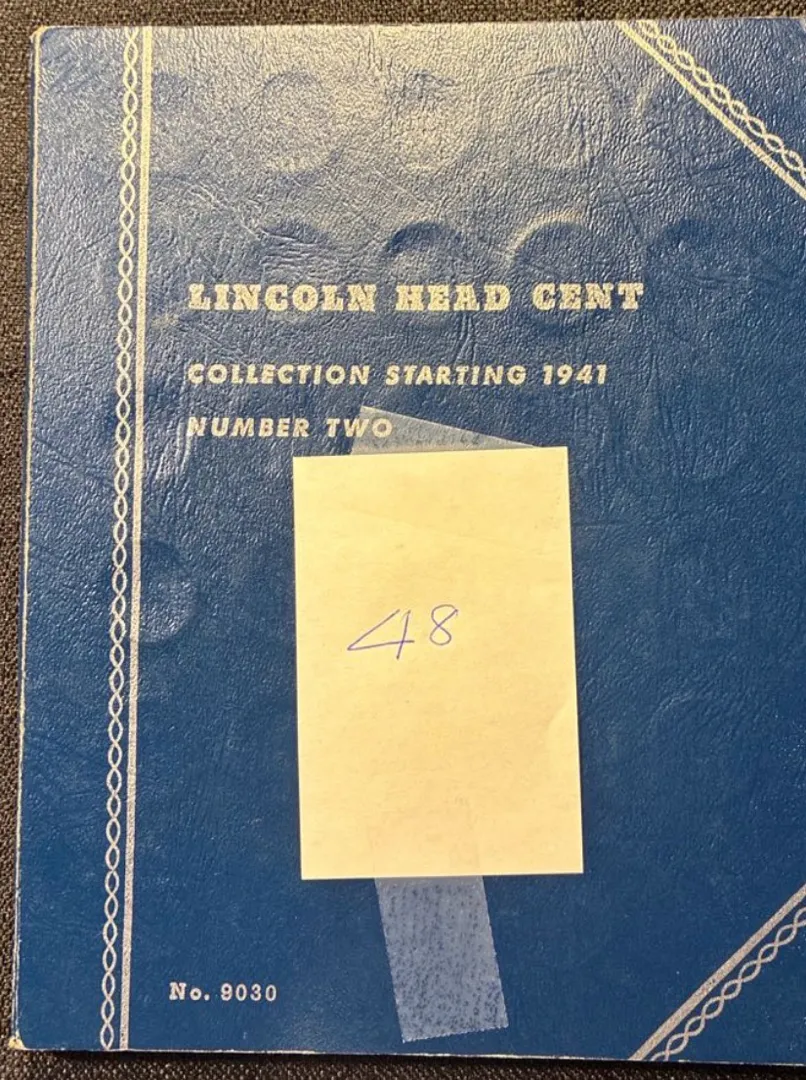 LINCOLN HEAD CENT
COLLECTION STARTING 1941
NUMBER TWO
48
No. 9030